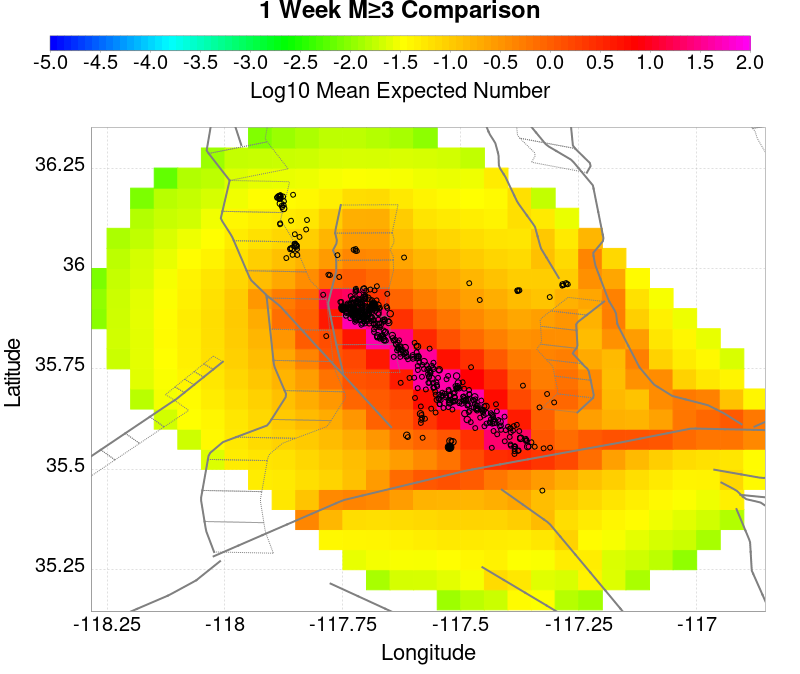 1 Week M≥3 Comparison
-5.0 -4.5 -4.0 -3.5 -3.0 -2.5 -2.0 -1.5 -1.0 -0.5 0.0 0.5 1.0 1.5 2.0
Log10 Mean Expected Number
36.25
36
35.75
35.5
35.25
Latitude
-118.25 -118 -117.75 -117.5 -117.25 -117
Longitude